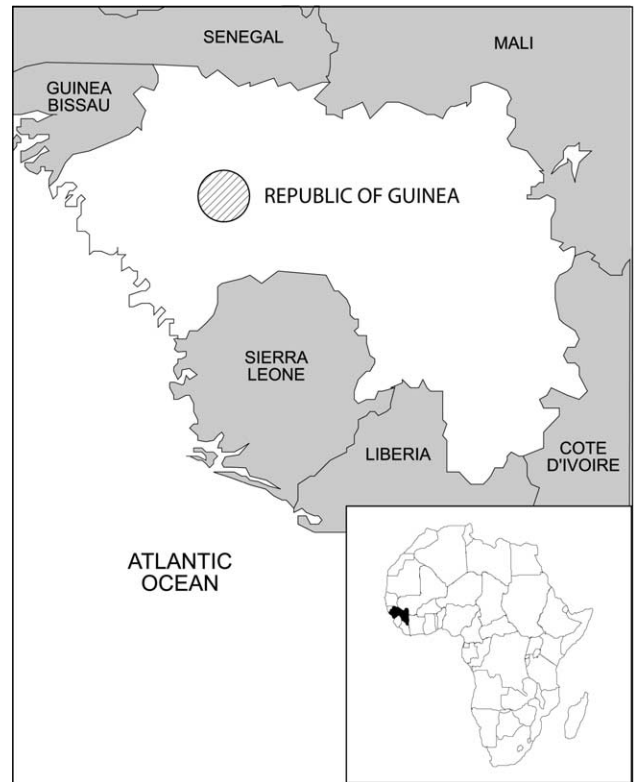 SENEGAL
MALI
GUINEA
BISSAU
REPUBLIC OF GUINEA
SIERRA
LEONE
LIBERIA
COTE
D'IVOIRE
ATLANTIC
OCEAN